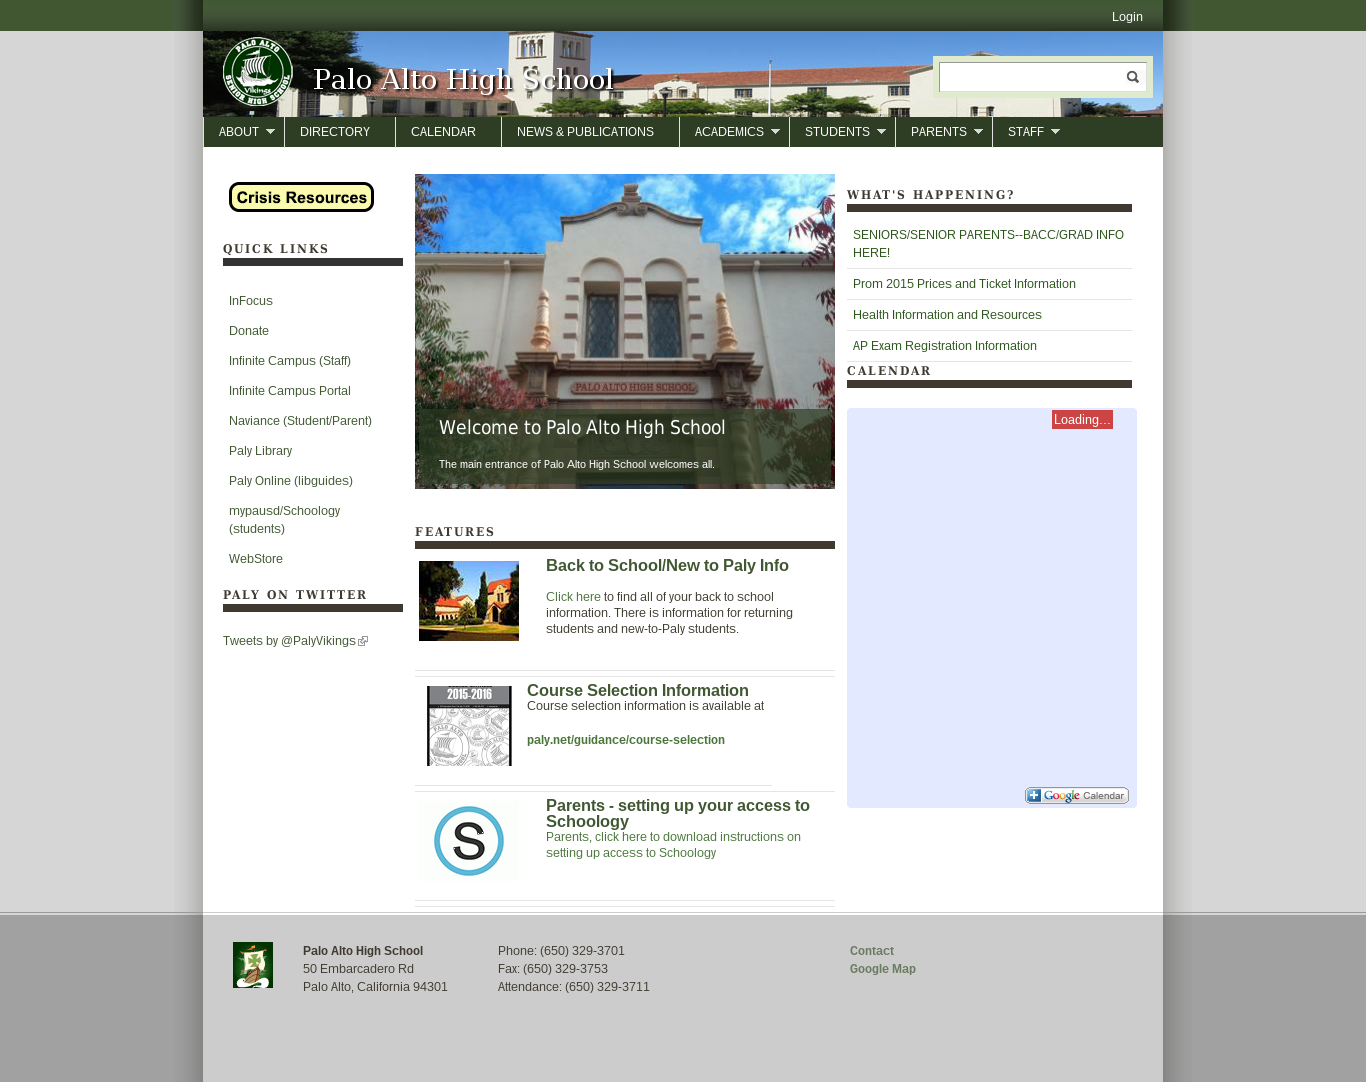 Login
PALO ALTO
Vikings
SENIOR HIGH SCHOOL
Palo Alto High School
ABOUT
DIRECTORY
CALENDAR
NEWS & PUBLICATIONS
ACADEMICS
STUDENTS
PARENTS
STAFF
Crisis Resources
QUICK LINKS
InFocus
Donate
Infinite Campus (Staff)
Infinite Campus Portal
Naviance (Student/Parent)
Paly Library
Paly Online (libguides)
mypausd/Schoology
(students)
WebStore
PALY ON TWITTER
Tweets by @PalyVikings
PALO ALTO HIGH SCHOOL
Welcome to Palo Alto High School
The main entrance of Palo Alto High School welcomes all.
FEATURES
Back to School/New to Paly Info
Click here to find all of your back to school
information. There is information for returning
students and new-to-Paly students.
2015-2016
Course Selection Information
Course selection information is available at
paly.net/guidance/course-selection
S
Parents - setting up your access to
Schoology
Parents, click here to download instructions on
setting up access to Schoology
WHAT'S HAPPENING?
SENIORS/SENIOR PARENTS--BACC/GRAD INFO
HERE!
Prom 2015 Prices and Ticket Information
Health Information and Resources
AP Exam Registration Information
CALENDAR
Loading...
Google Calendar
Palo Alto High School
50 Embarcadero Rd
Palo Alto, California 94301
Phone: (650) 329-3701
Fax: (650) 329-3753
Attendance: (650) 329-3711
Contact
Google Map